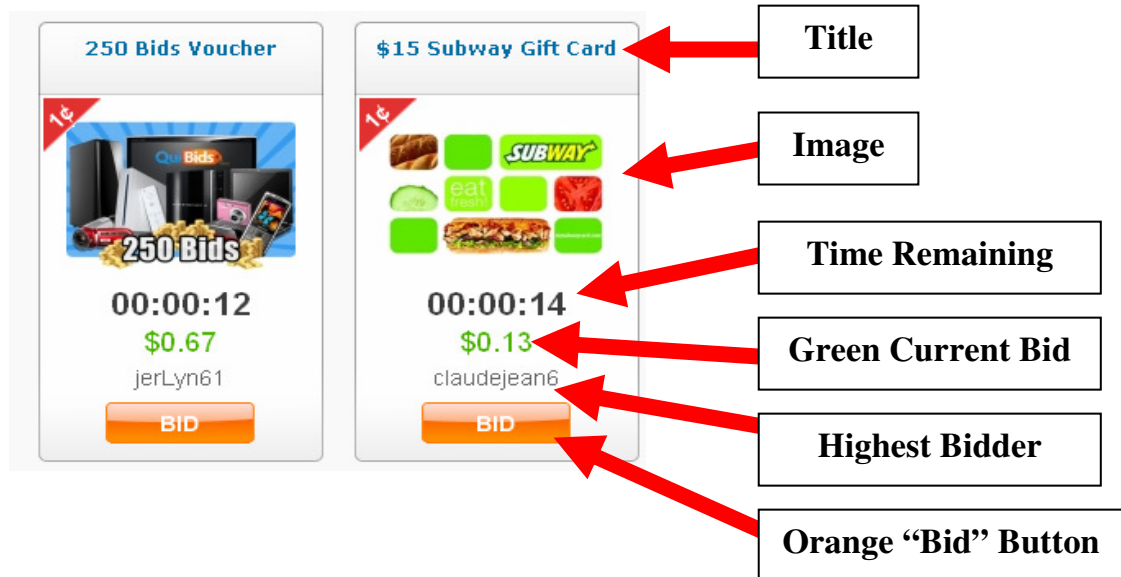 250 Bids Voucher
1¢
QuiBids
250 Bids
00:00:12
$0.67
jerLyn61
BID
$15 Subway Gift Card
1¢
SUBWAY
eat
fresh!
00:00:14
$0.13
claudejean6
BID
Title
Image
Time Remaining
Green Current Bid
Highest Bidder
Orange “Bid” Button